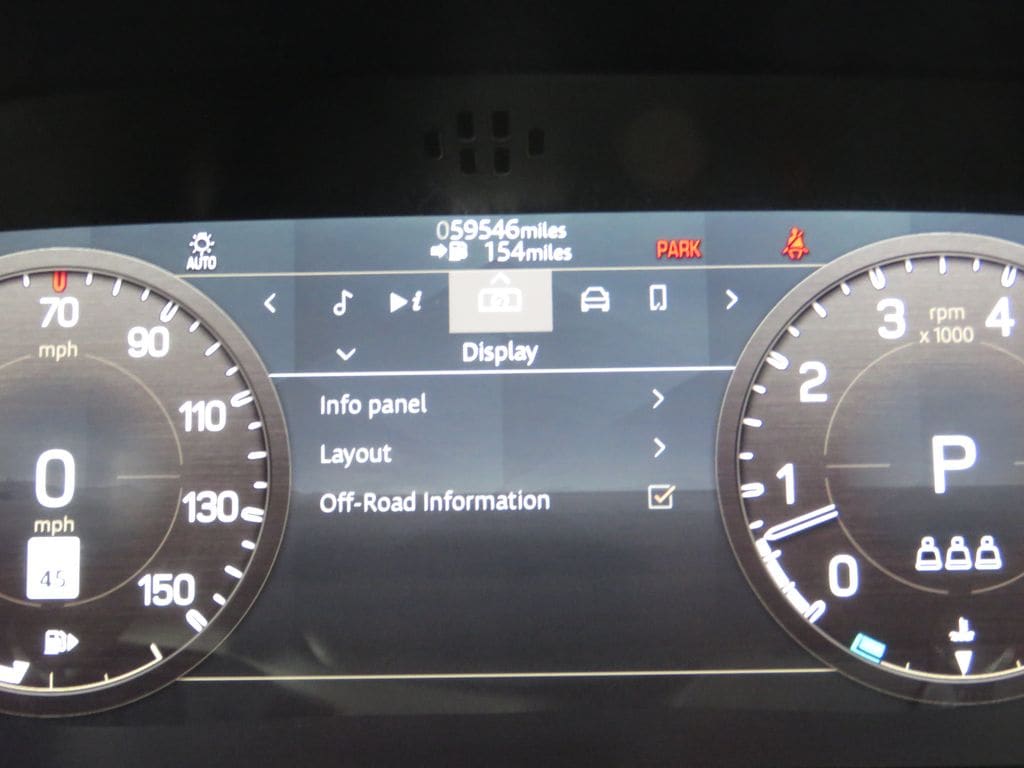 059546miles
154miles
AUTO
PARK
i
Display
Info panel
Layout
Off-Road Information
70
mph
90
110
130
150
0
mph
45
3
rpm
x 1000
4
2
1
0
P